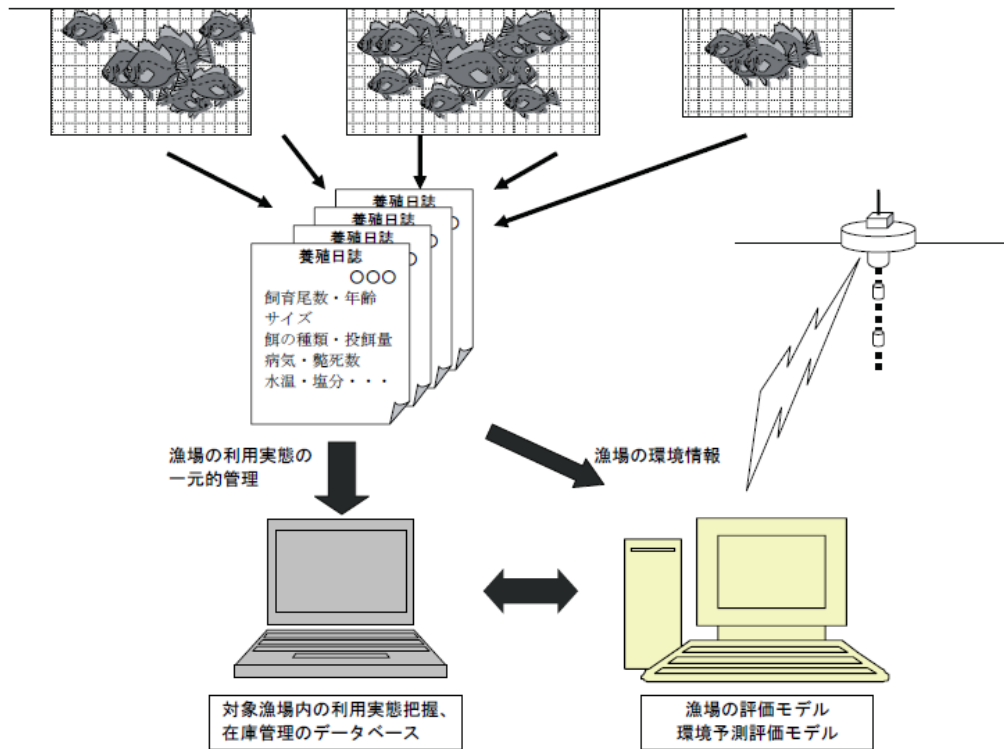 養殖日誌
養殖日誌
養殖日誌
養殖日誌
○○○
飼育尾数・年齢
サイズ
餌の種類・投餌量
病気・斃死数
水温・塩分・・・
漁場の利用実態の
一元的管理
漁場の環境情報
対象漁場内の利用実態把握、
在庫管理のデータベース
漁場の評価モデル
環境予測評価モデル